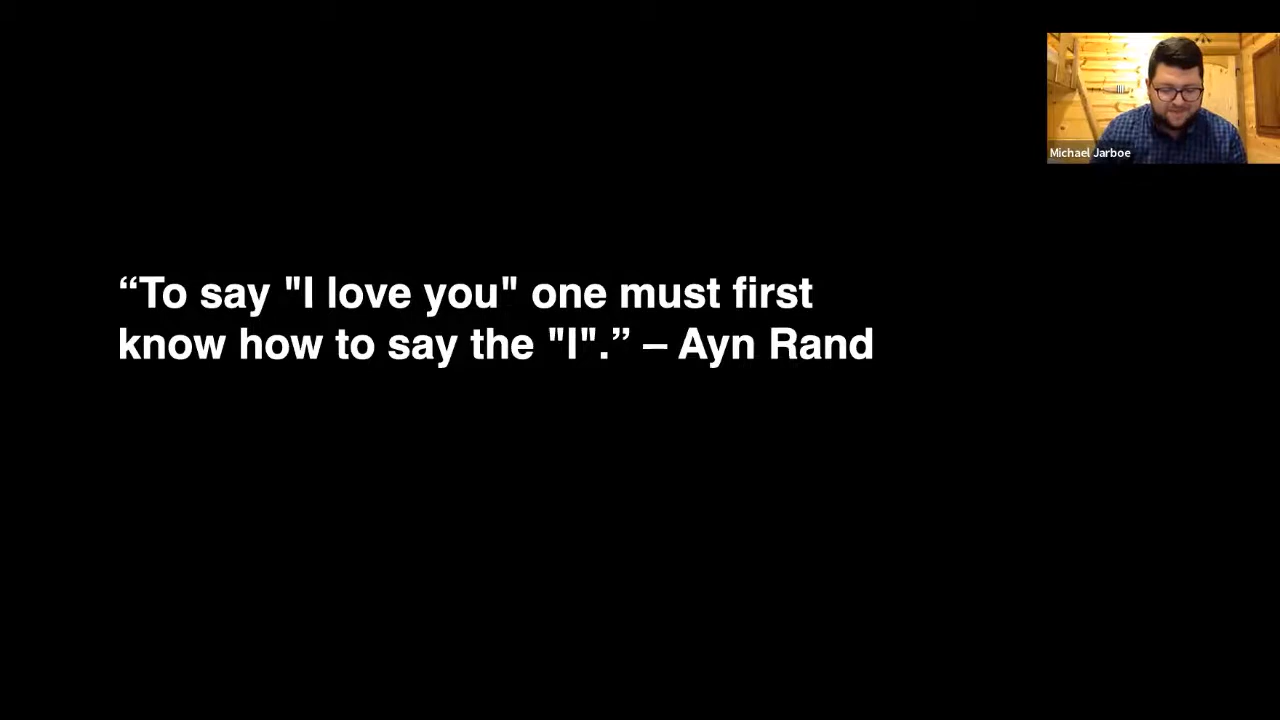 Michael Jarboe
“To say "I love you" one must first
know how to say the "I".” – Ayn Rand